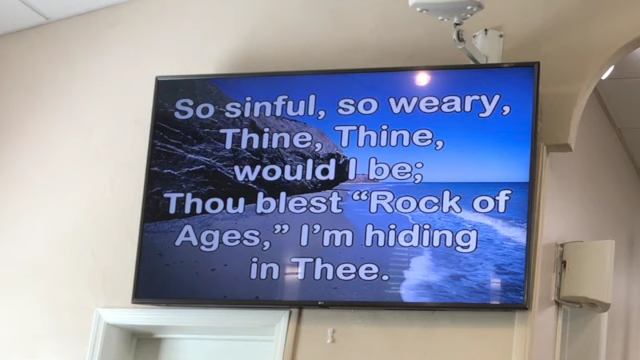 So sinful, so weary,
Thine, Thine,
would I be;
Thou blest “Rock of
Ages,” I’m hiding
in Thee.